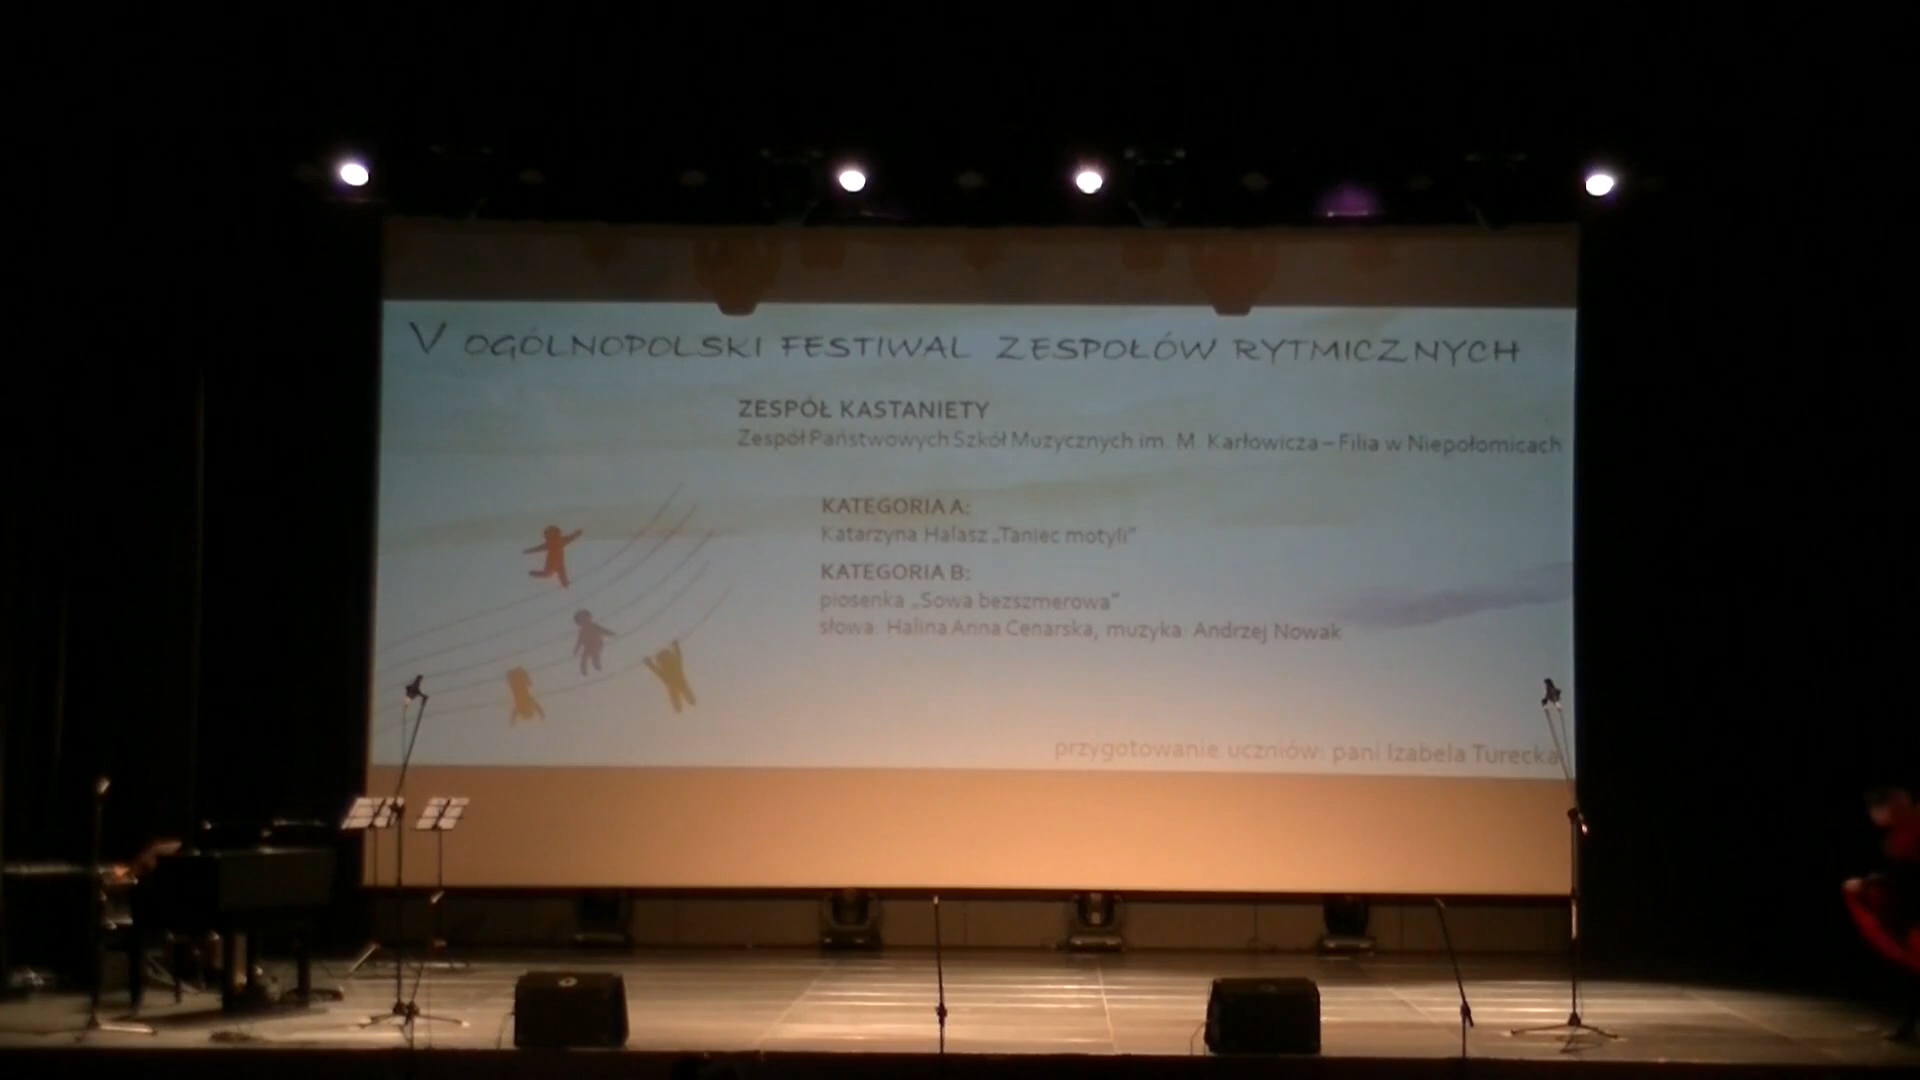 V OGÓLNOPOLSKI FESTIWAL ZESPOŁÓW RYTMICZNYCH
ZESPÓŁ KASTANIETY
Zespół Państwowych Szkół Muzycznych im. M. Karłowicza – Filia w Niepołomicach
KATEGORIA A:
Katarzyna Halasz „Taniec motyli”
KATEGORIA B:
piosenka „Sowa bezszmerowa”
słowa: Halina Anna Cenarska, muzyka: Andrzej Nowak
przygotowanie uczniów: pani Izabela Turecka